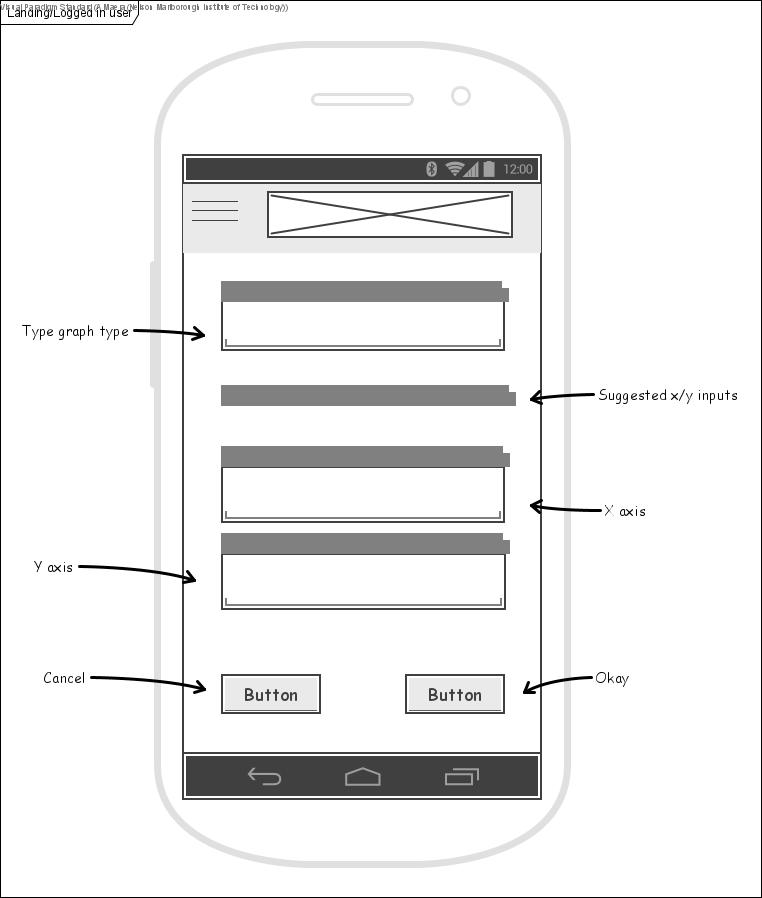 Visual Paradigm Standard(A Maera(Nelson Marlborough Institute of Technology))
Landing/Logged in user
12:00
Type graph type
Suggested x/y inputs
X axis
Y axis
Cancel
Button
Button
Okay